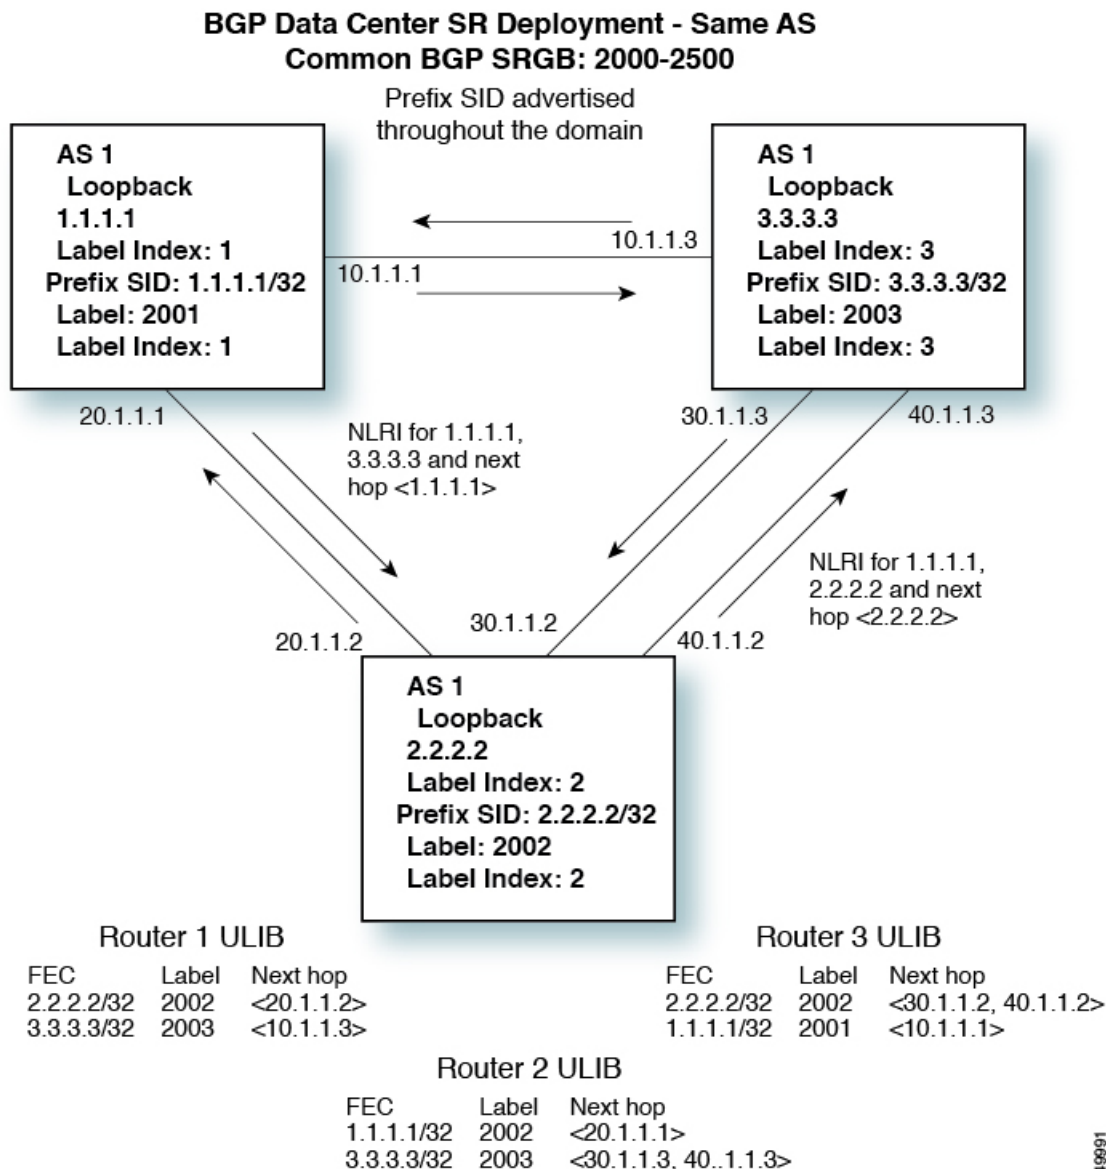 BGP Data Center SR Deployment - Same AS
Common BGP SRGB: 2000-2500
Prefix SID advertised
throughout the domain
AS 1
Loopback
1.1.1.1
Label Index: 1
Prefix SID: 1.1.1.1/32
Label: 2001
Label Index: 1
AS 1
Loopback
3.3.3.3
Label Index: 3
Prefix SID: 3.3.3.3/32
Label: 2003
Label Index: 3
10.1.1.3
10.1.1.1
20.1.1.1
NLRI for 1.1.1.1,
3.3.3.3 and next
hop <1.1.1.1>
30.1.1.3
40.1.1.3
NLRI for 1.1.1.1,
2.2.2.2 and next
hop <2.2.2.2>
20.1.1.2
30.1.1.2
40.1.1.2
AS 1
Loopback
2.2.2.2
Label Index: 2
Prefix SID: 2.2.2.2/32
Label: 2002
Label Index: 2
Router 1 ULIB
FEC Label Next hop
2.2.2.2/32 2002 <20.1.1.2>
3.3.3.3/32 2003 <10.1.1.3>
Router 3 ULIB
FEC Label Next hop
2.2.2.2/32 2002 <30.1.1.2, 40.1.1.2>
1.1.1.1/32 2001 <10.1.1.1>
Router 2 ULIB
FEC Label Next hop
1.1.1.1/32 2002 <20.1.1.1>
3.3.3.3/32 2003 <30.1.1.3, 40..1.1.3>